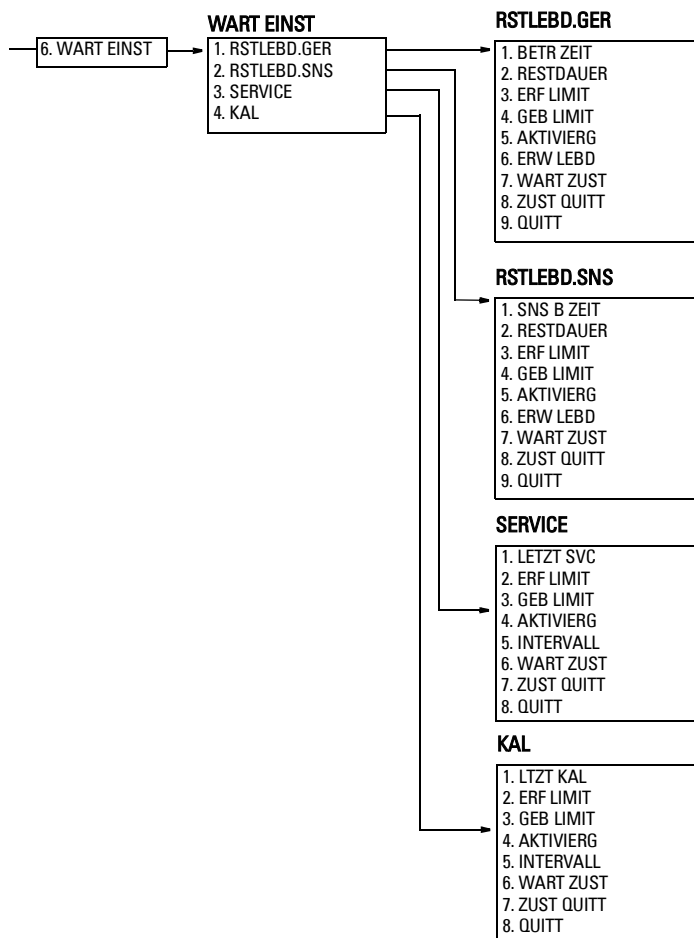 6. WART EINST
WART EINST
1. RSTLEBD.GER
2. RSTLEBD.SNS
3. SERVICE
4. KAL
RSTLEBD.GER
1. BETR ZEIT
2. RESTDAUER
3. ERF LIMIT
4. GEB LIMIT
5. AKTIVIERG
6. ERW LEBD
7. WART ZUST
8. ZUST QUITT
9. QUITT
RSTLEBD.SNS
1. SNS B ZEIT
2. RESTDAUER
3. ERF LIMIT
4. GEB LIMIT
5. AKTIVIERG
6. ERW LEBD
7. WART ZUST
8. ZUST QUITT
9. QUITT
SERVICE
1. LETZT SVC
2. ERF LIMIT
3. GEB LIMIT
4. AKTIVIERG
5. INTERVALL
6. WART ZUST
7. ZUST QUITT
8. QUITT
KAL
1. LTZT KAL
2. ERF LIMIT
3. GEB LIMIT
4. AKTIVIERG
5. INTERVALL
6. WART ZUST
7. ZUST QUITT
8. QUITT